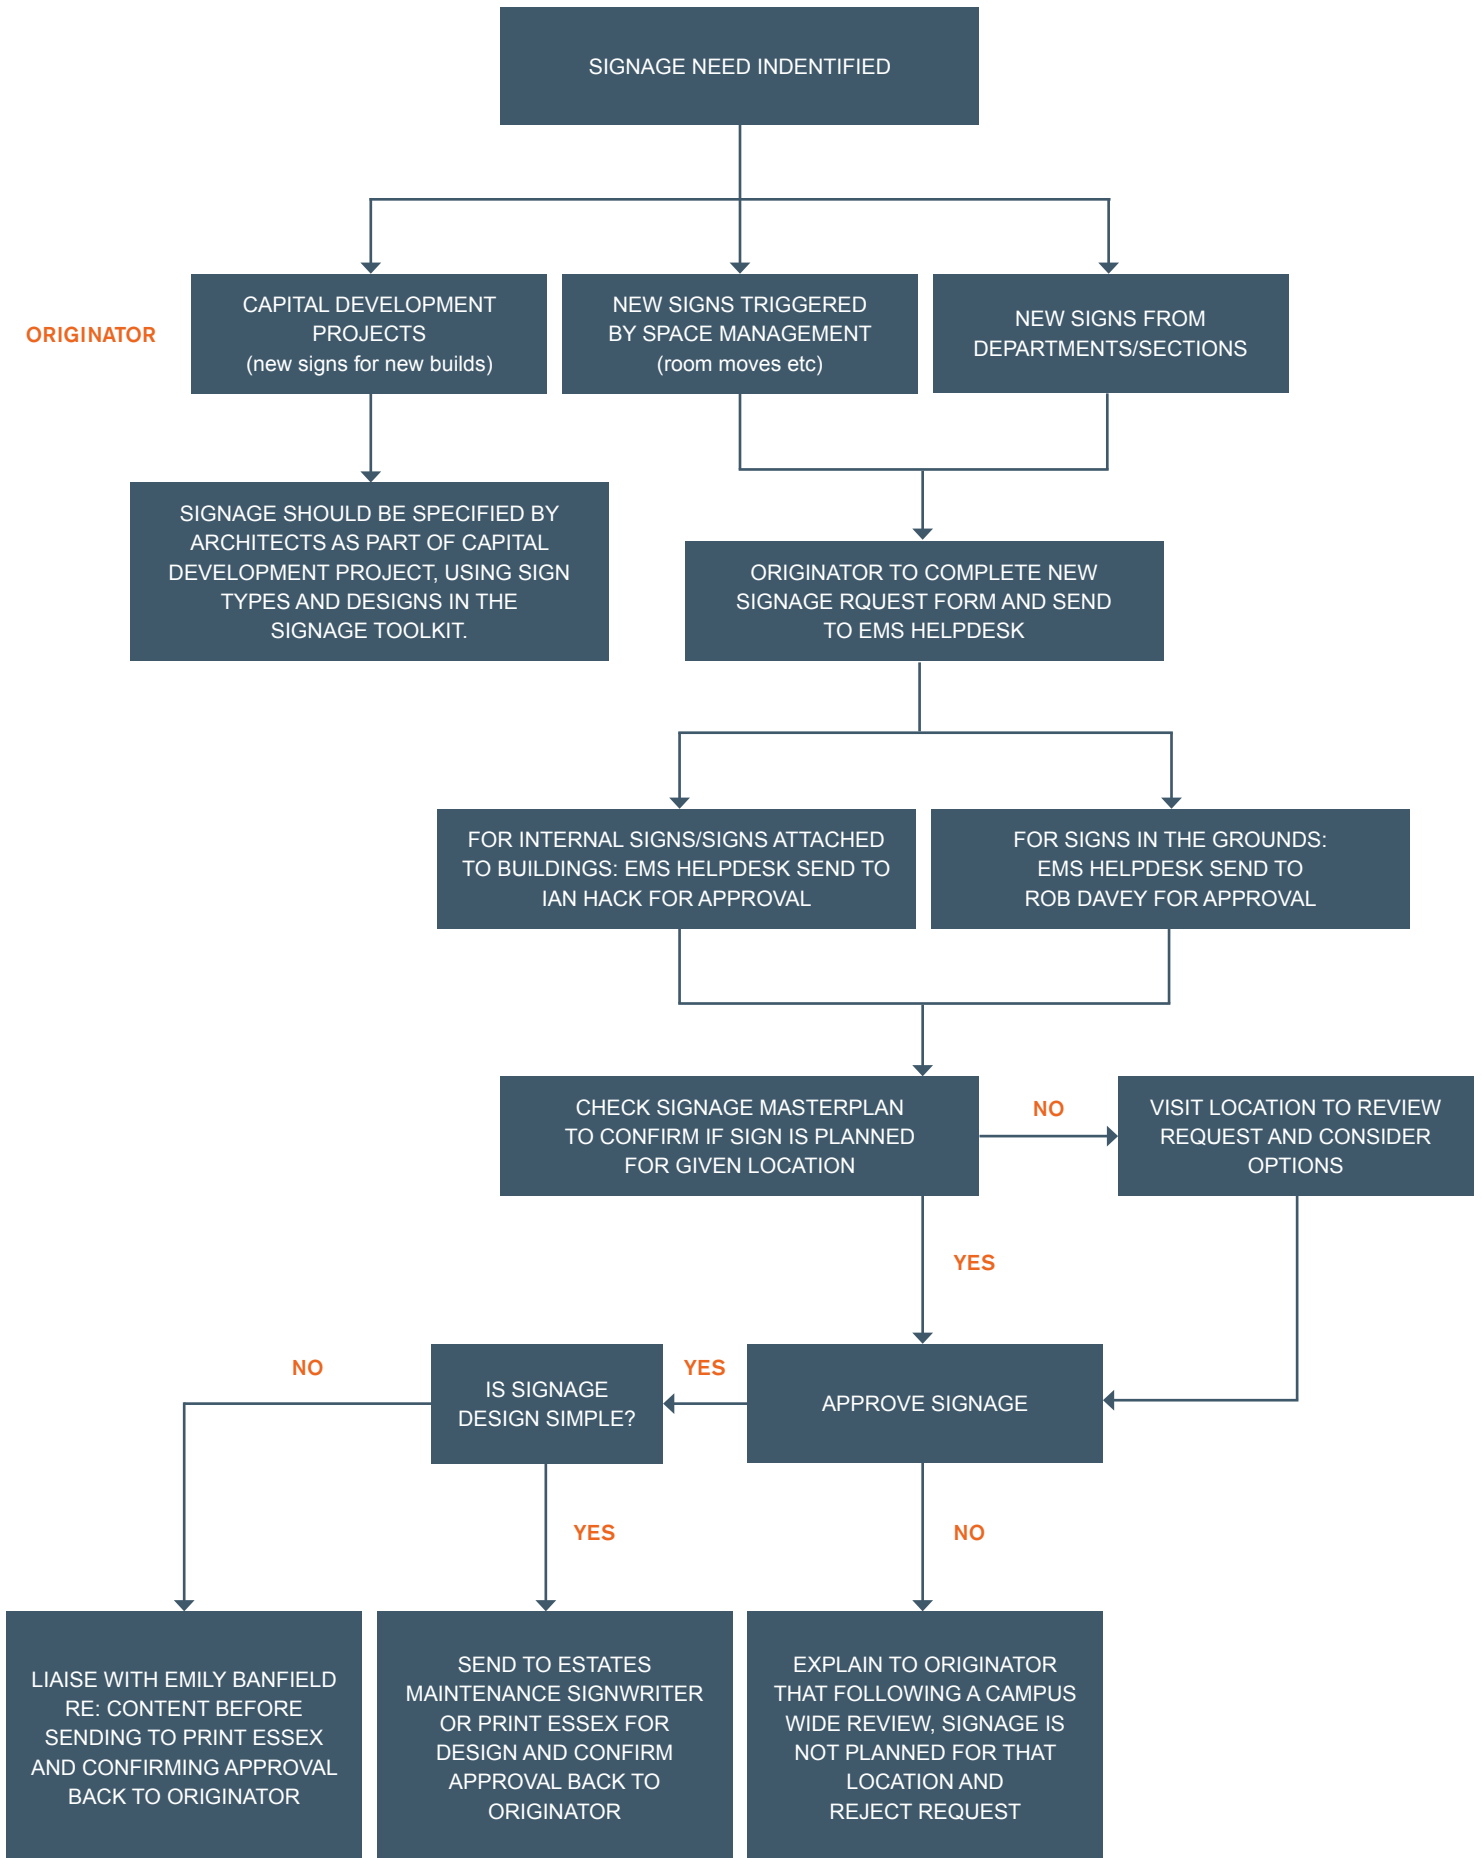 SIGNAGE NEED INDENTIFIED
ORIGINATOR
CAPITAL DEVELOPMENT
PROJECTS
(new signs for new builds)
NEW SIGNS TRIGGERED
BY SPACE MANAGEMENT
(room moves etc)
NEW SIGNS FROM
DEPARTMENTS/SECTIONS
SIGNAGE SHOULD BE SPECIFIED BY
ARCHITECTS AS PART OF CAPITAL
DEVELOPMENT PROJECT, USING SIGN
TYPES AND DESIGNS IN THE
SIGNAGE TOOLKIT.
ORIGINATOR TO COMPLETE NEW
SIGNAGE RQUEST FORM AND SEND
TO EMS HELPDESK
FOR INTERNAL SIGNS/SIGNS ATTACHED
TO BUILDINGS: EMS HELPDESK SEND TO
IAN HACK FOR APPROVAL
FOR SIGNS IN THE GROUNDS:
EMS HELPDESK SEND TO
ROB DAVEY FOR APPROVAL
CHECK SIGNAGE MASTERPLAN
TO CONFIRM IF SIGN IS PLANNED
FOR GIVEN LOCATION
NO
VISIT LOCATION TO REVIEW
REQUEST AND CONSIDER
OPTIONS
YES
NO
IS SIGNAGE
DESIGN SIMPLE?
YES
APPROVE SIGNAGE
YES
NO
LIAISE WITH EMILY BANFIELD
RE: CONTENT BEFORE
SENDING TO PRINT ESSEX
AND CONFIRMING APPROVAL
BACK TO ORIGINATOR
SEND TO ESTATES
MAINTENANCE SIGNWRITER
OR PRINT ESSEX FOR
DESIGN AND CONFIRM
APPROVAL BACK TO
ORIGINATOR
EXPLAIN TO ORIGINATOR
THAT FOLLOWING A CAMPUS
WIDE REVIEW, SIGNAGE IS
NOT PLANNED FOR THAT
LOCATION AND
REJECT REQUEST